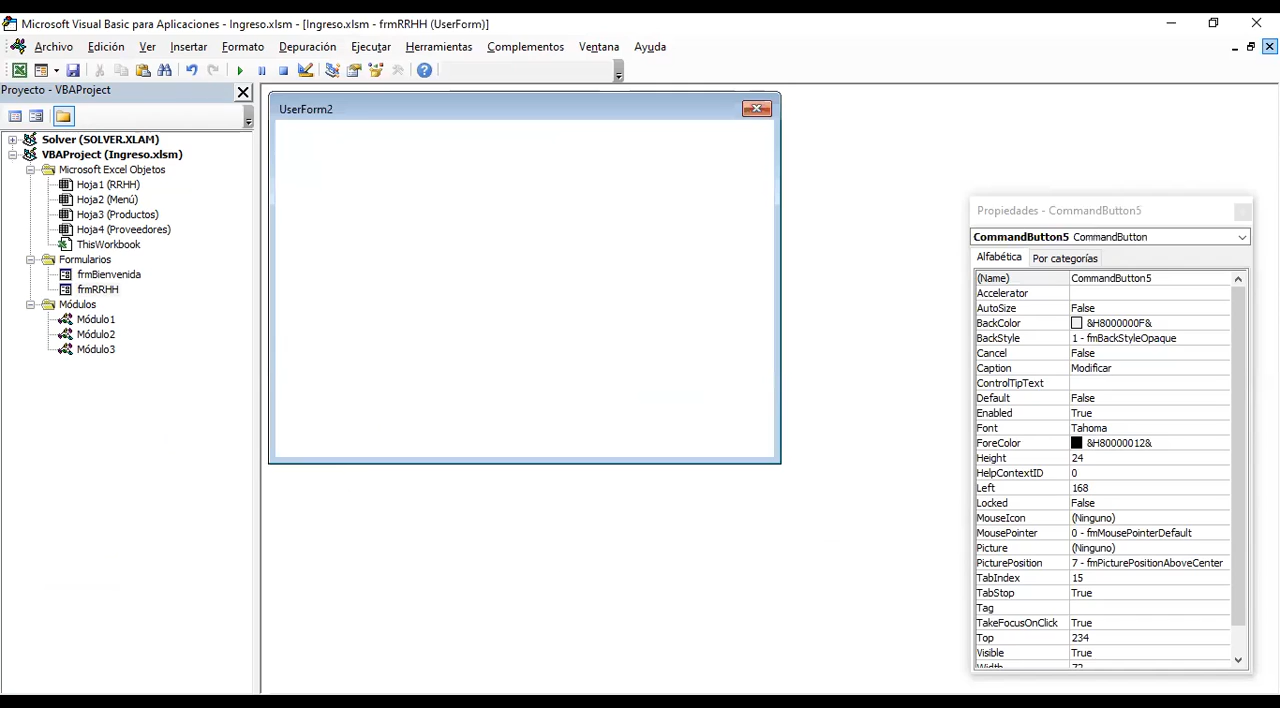 Microsoft Visual Basic para Aplicaciones - Ingreso.xlsm - [Ingreso.xlsm - frmRRHH (UserForm)]
Archivo Edición Ver Insertar Formato Depuración Ejecutar Herramientas Complementos Ventana Ayuda
Proyecto - VBAProject
Solver (SOLVER.XLAM)
VBAProject (Ingreso.xlsm)
Microsoft Excel Objetos
Hoja1 (RRHH)
Hoja2 (Menú)
Hoja3 (Productos)
Hoja4 (Proveedores)
ThisWorkbook
Formularios
frmBienvenida
frmRRHH
Módulos
Módulo1
Módulo2
Módulo3
UserForm2
Propiedades - CommandButton5
CommandButton5 CommandButton
Alfabética Por categorías
(Name) CommandButton5
Accelerator
AutoSize False
BackColor &H8000000F&
BackStyle 1 - fmBackStyleOpaque
Cancel False
Caption Modificar
ControlTipText
Default False
Enabled True
Font Tahoma
ForeColor &H80000012&
Height 24
HelpContextID 0
Left 168
Locked False
MouseIcon (Ninguno)
MousePointer 0 - fmMousePointerDefault
Picture (Ninguno)
PicturePosition 7 - fmPicturePositionAboveCenter
TabIndex 15
TabStop True
Tag
TakeFocusOnClick True
Top 234
Visible True
Width 72